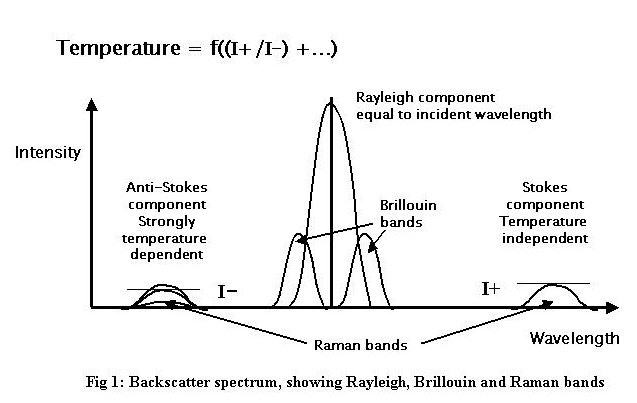 Temperature = f((I+ /I-) +...)
Rayleigh component
equal to incident wavelength
Intensity
Anti-Stokes
component
Strongly
temperature
dependent
Brillouin
bands
Stokes
component
Temperature
independent
I-
I+
Raman bands
Wavelength
Fig 1: Backscatter spectrum, showing Rayleigh, Brillouin and Raman bands